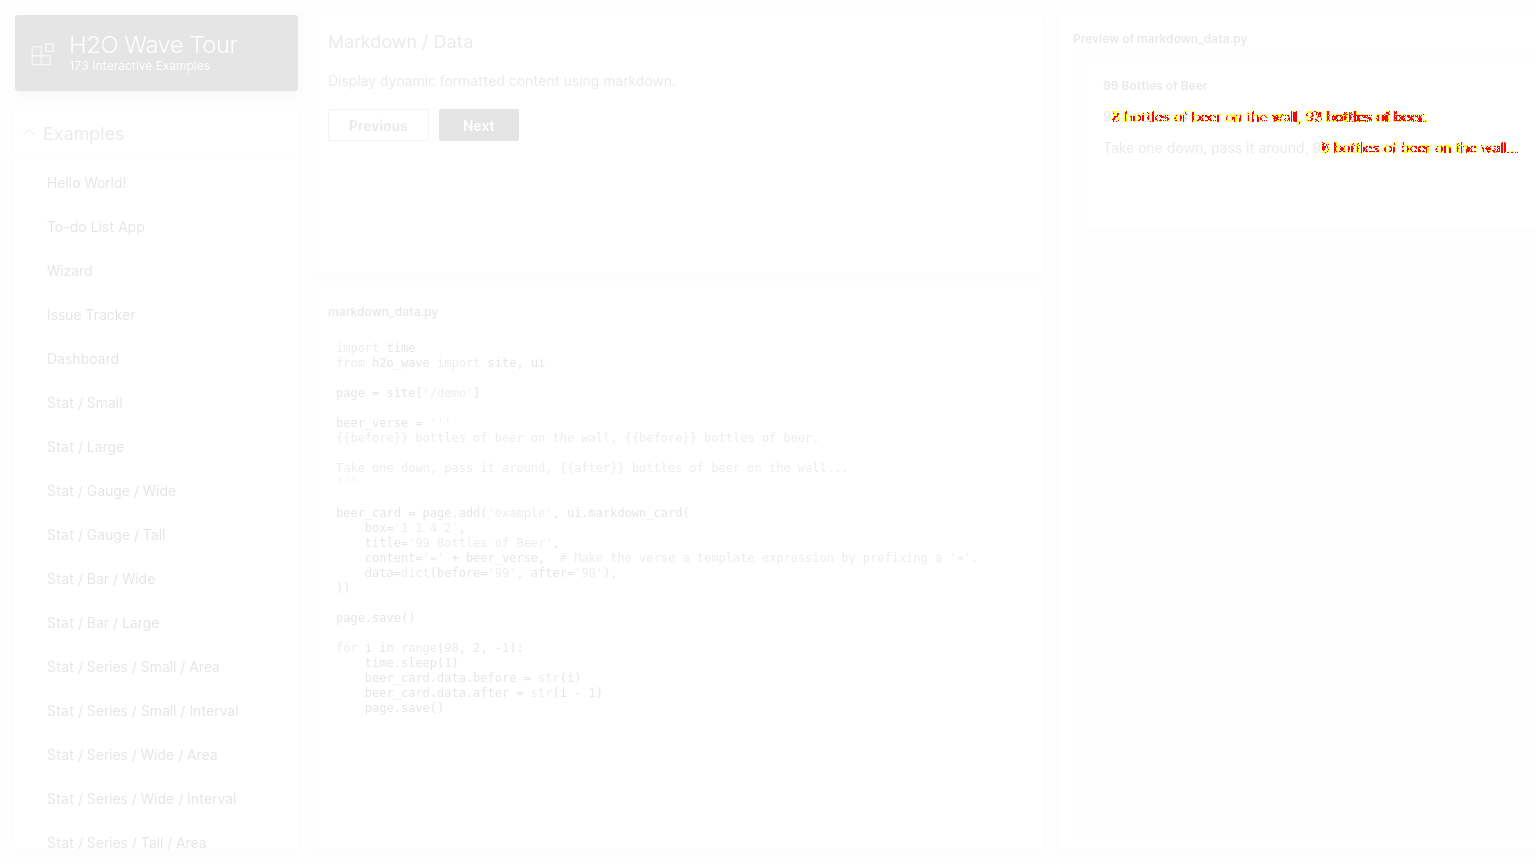 H2O Wave Tour
173 Interactive Examples
Examples
Hello World!
To-do List App
Wizard
Issue Tracker
Dashboard
Stat / Small
Stat / Large
Stat / Gauge / Wide
Stat / Gauge / Tall
Stat / Bar / Wide
Stat / Bar / Large
Stat / Series / Small / Area
Stat / Series / Small / Interval
Stat / Series / Wide / Area
Stat / Series / Wide / Interval
Stat / Series / Tall / Area
Markdown / Data
Display dynamic formatted content using markdown.
Previous Next
markdown_data.py
import time
from h2o_wave import site, ui
page = site['/demo']
beer_verse = '''
{{before}} bottles of beer on the wall, {{before}} bottles of beer.
Take one down, pass it around, {{after}} bottles of beer on the wall...
'''
beer_card = page.add('example', ui.markdown_card(
box='1 1 4 2',
title='99 Bottles of Beer',
content='=' + beer_verse,  # Make the verse a template expression by prefixing a '='.
data=dict(before='99', after='98'),
))
page.save()
for i in range(98, 2, -1):
time.sleep(1)
beer_card.data.before = str(i)
beer_card.data.after = str(i - 1)
page.save()
Preview of markdown_data.py
99 Bottles of Beer
bottles of beer on the wall, bottles of beer.
Take one down, pass it around, bottles of beer on the wall...